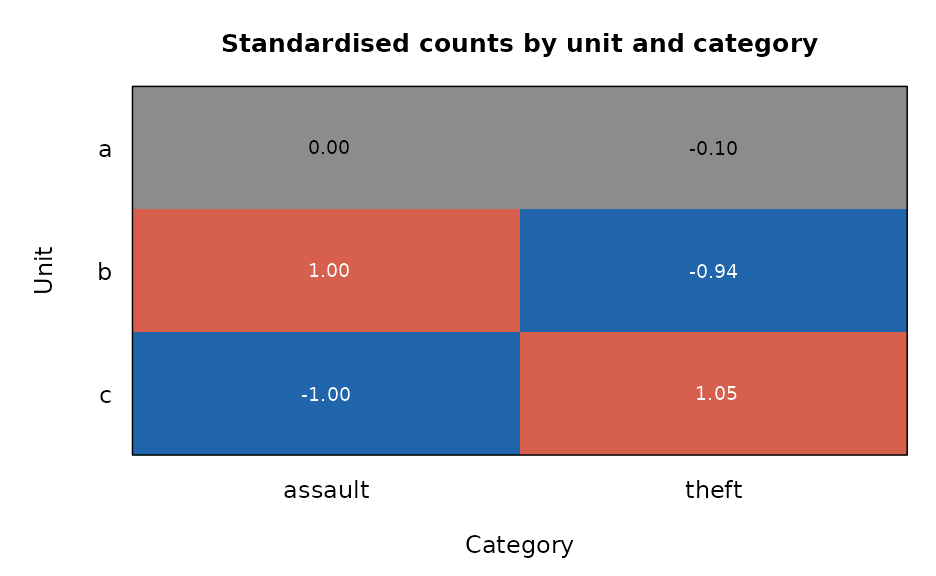 Standardised counts by unit and category
a 0.00 -0.10
Unit
b 1.00 -0.94
c -1.00 1.05
assault theft
Category